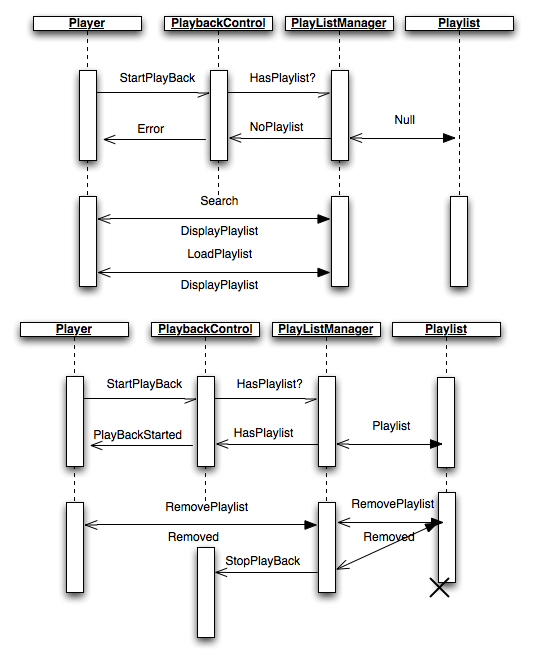 Player PlaybackControl PlayListManager Playlist
StartPlayBack HasPlaylist?
Error NoPlaylist Null
Search
DisplayPlaylist
LoadPlaylist
DisplayPlaylist
Player PlaybackControl PlayListManager Playlist
StartPlayBack HasPlaylist?
PlayBackStarted HasPlaylist Playlist
RemovePlaylist RemovePlaylist
Removed Removed
StopPlayBack